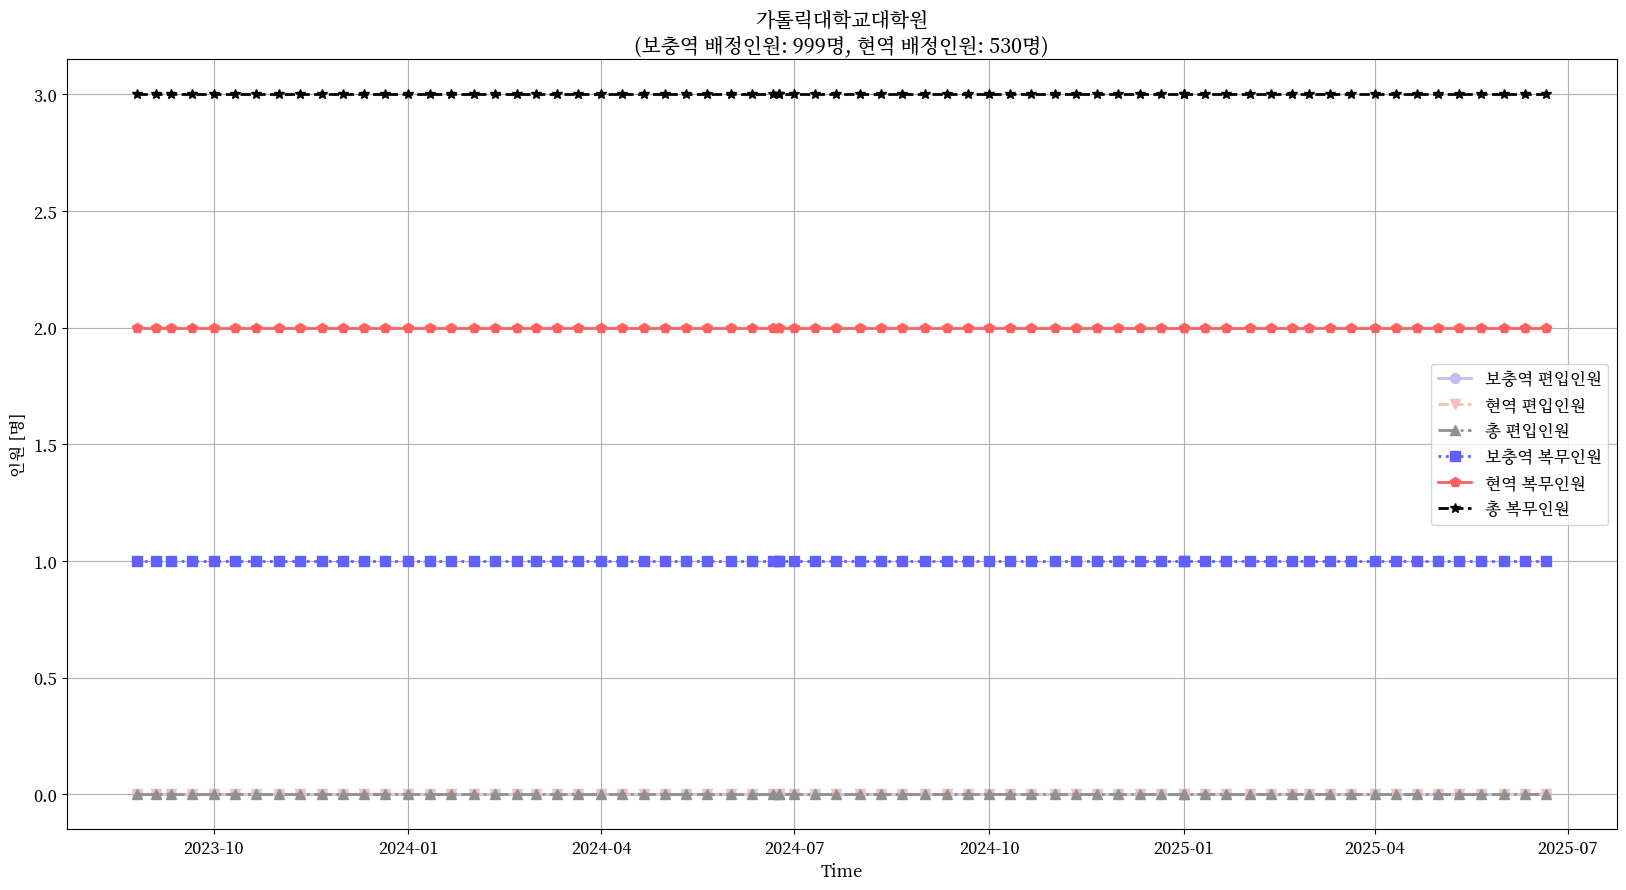 가톨릭대학교대학원
(보충역 배정인원: 999명, 현역 배정인원: 530명)
3.0
2.5
2.0
1.5
1.0
0.5
0.0
인원 [명]
보충역 편입인원
현역 편입인원
총 편입인원
보충역 복무인원
현역 복무인원
총 복무인원
2023-10
2024-01
2024-04
2024-07
2024-10
2025-01
2025-04
2025-07
Time